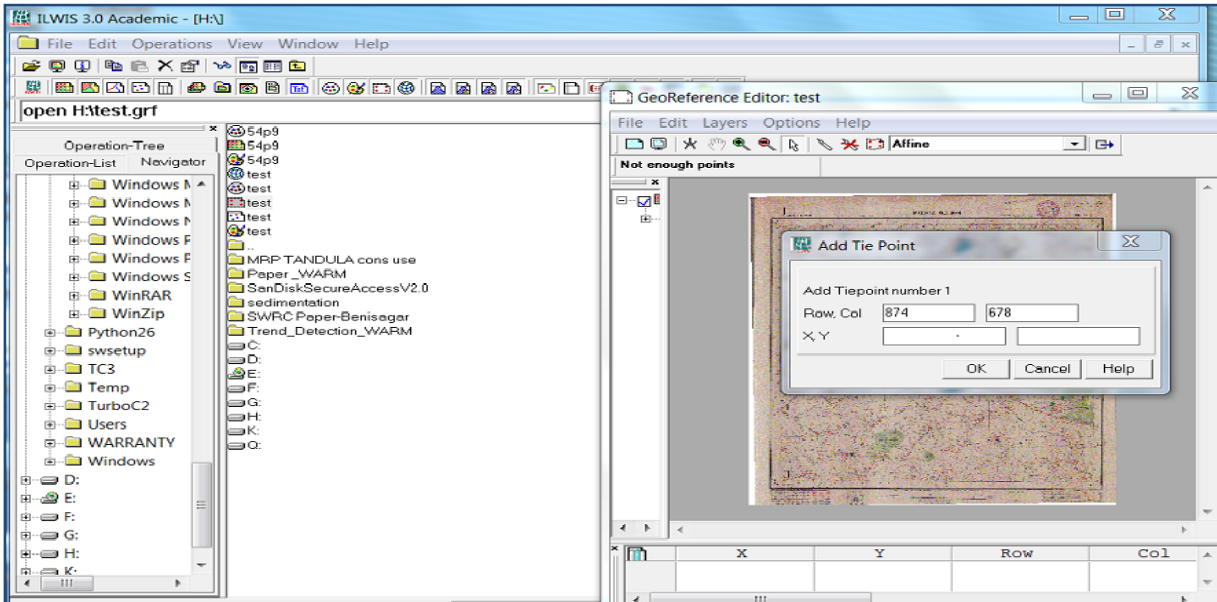 ILWIS 3.0 Academic - [H:\]
File Edit Operations View Window Help
open H:\test.grf
Operation-Tree
Operation-List Navigator
Windows
Windows
Windows
Windows
Windows
Windows
WinRAR
WinZip
Python26
swsetup
TC3
Temp
TurboC2
Users
WARRANTY
Windows
D:
E:
F:
G:
H:
K:
54p9
54p9
54p9
test
test
test
test
test
..
MRP TANDULA cons use
Paper _WARM
SanDiskSecureAccessV2.0
sedimentation
SWRC Paper-Benisagar
Trend_Detection_WARM
C:
D:
E:
F:
G:
H:
K:
Q:
GeoReference Editor: test
File Edit Layers Options Help
Affine
Not enough points
Add Tie Point
Add Tiepoint number 1
Row, Col 874 678
X, Y
OK Cancel Help
X Y Row Col